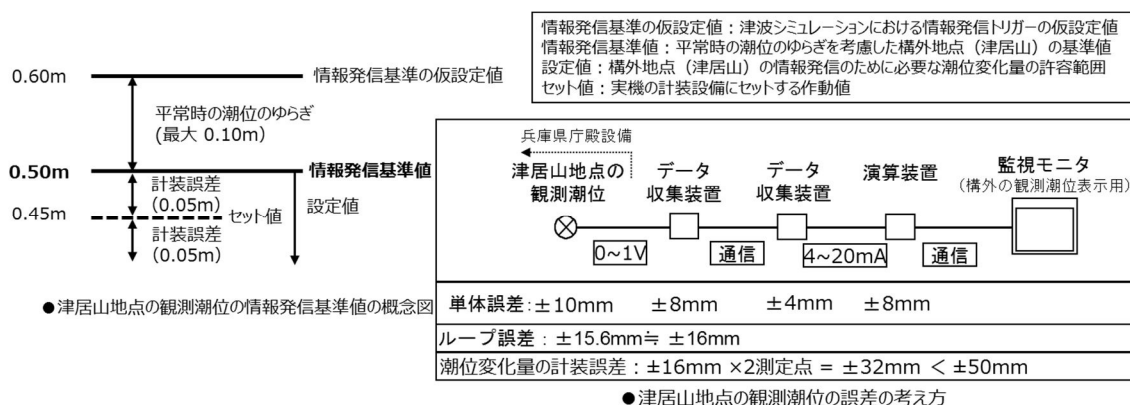 情報発信基準の仮設定値：津波シミュレーションにおける情報発信トリガーの仮設定値
情報発信基準値：平常時の潮位のゆらぎを考慮した構外地点（津居山）の基準値
設定値：構外地点（津居山）の情報発信のために必要な潮位変化量の許容範囲
セット値：実機の計装設備にセットする作動値
0.60m
情報発信基準の仮設定値
平常時の潮位のゆらぎ
(最大 0.10m）
0.50m
情報発信基準値
計装誤差
（0.05m）
設定値
0.45m
セット値
計装誤差
（0.05m）
●津居山地点の観測潮位の情報発信基準値の概念図
兵庫県庁殿設備
津居山地点の
観測潮位
データ
収集装置
データ
収集装置
演算装置
監視モニタ
（構外の観測潮位表示用）
0~1V
通信
4~20mA
通信
単体誤差：±10mm ±8mm ±4mm ±8mm
ループ誤差：±15.6mm≒ ±16mm
潮位変化量の計装誤差：±16mm ×2測定点 = ±32mm ＜ ±50mm
●津居山地点の観測潮位の誤差の考え方